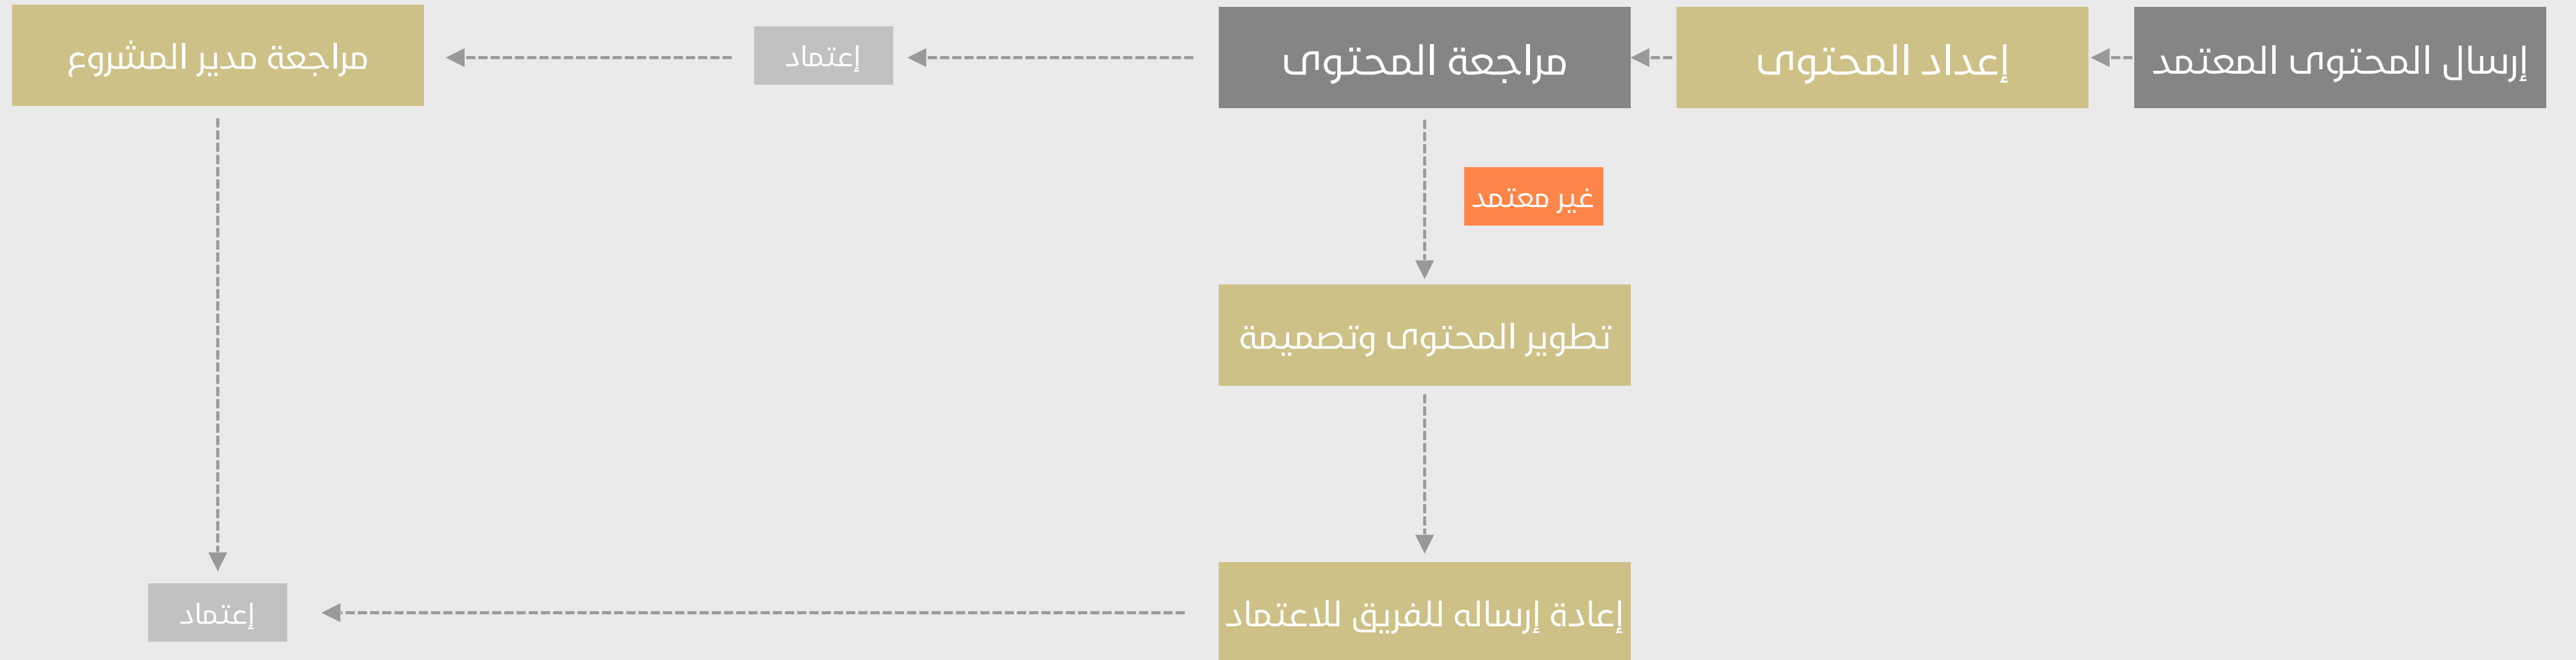 إرسال المحتوى المعتمد
إعداد المحتوى
مراجعة المحتوى
إعتماد
مراجعة مدير المشروع
غير معتمد
تطوير المحتوى وتصميمة
إعادة إرساله للفريق للاعتماد
إعتماد